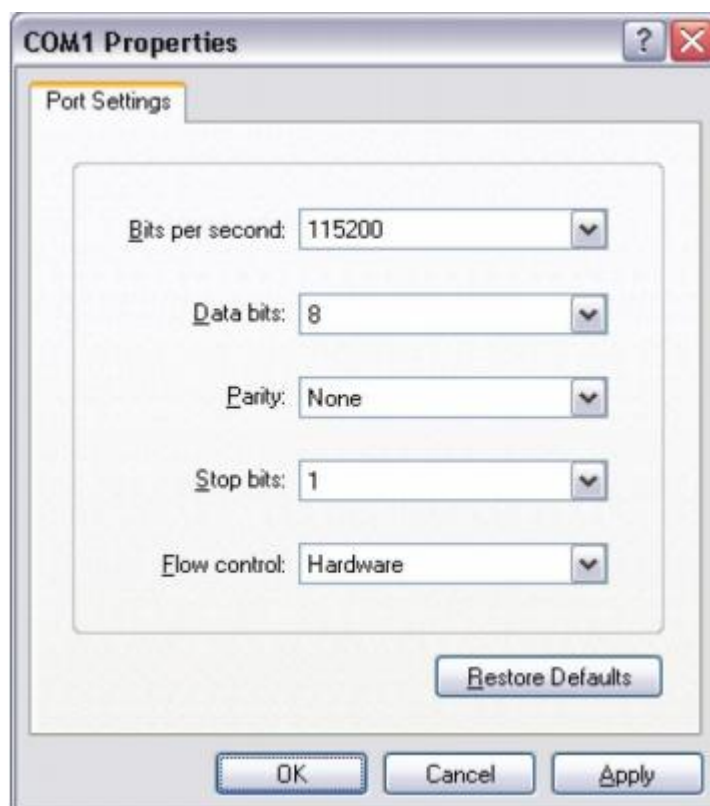 COM1 Properties
Port Settings
Bits per second: 115200
Data bits: 8
Parity: None
Stop bits: 1
Flow control: Hardware
Restore Defaults
OK Cancel Apply